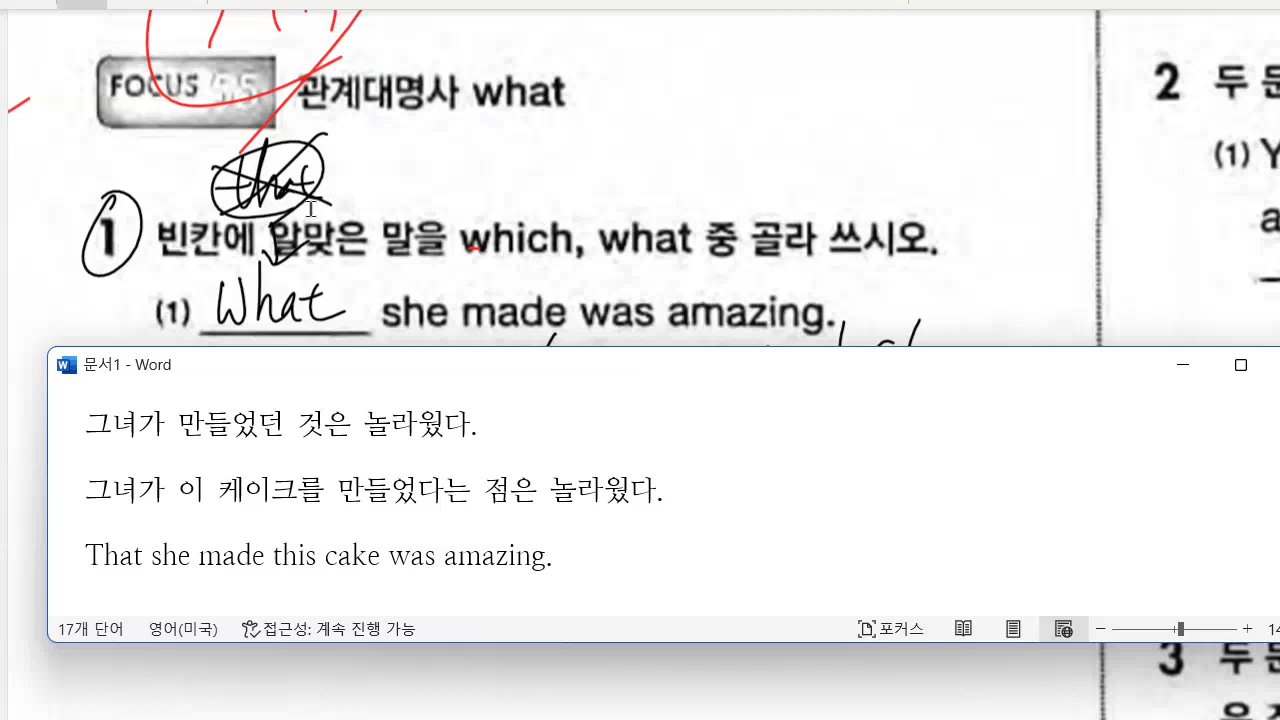 FOCUS 관계대명사 what
that
1 빈칸에 알맞은 말을 which, what 중 골라 쓰시오.
(1) What she made was amazing.
2 두
(1) Y
a
문서1 - Word
그녀가 만들었던 것은 놀라웠다.
그녀가 이 케이크를 만들었다는 점은 놀라웠다.
That she made this cake was amazing.
17개 단어 영어(미국) 접근성: 계속 진행 가능 포커스 14
3 두